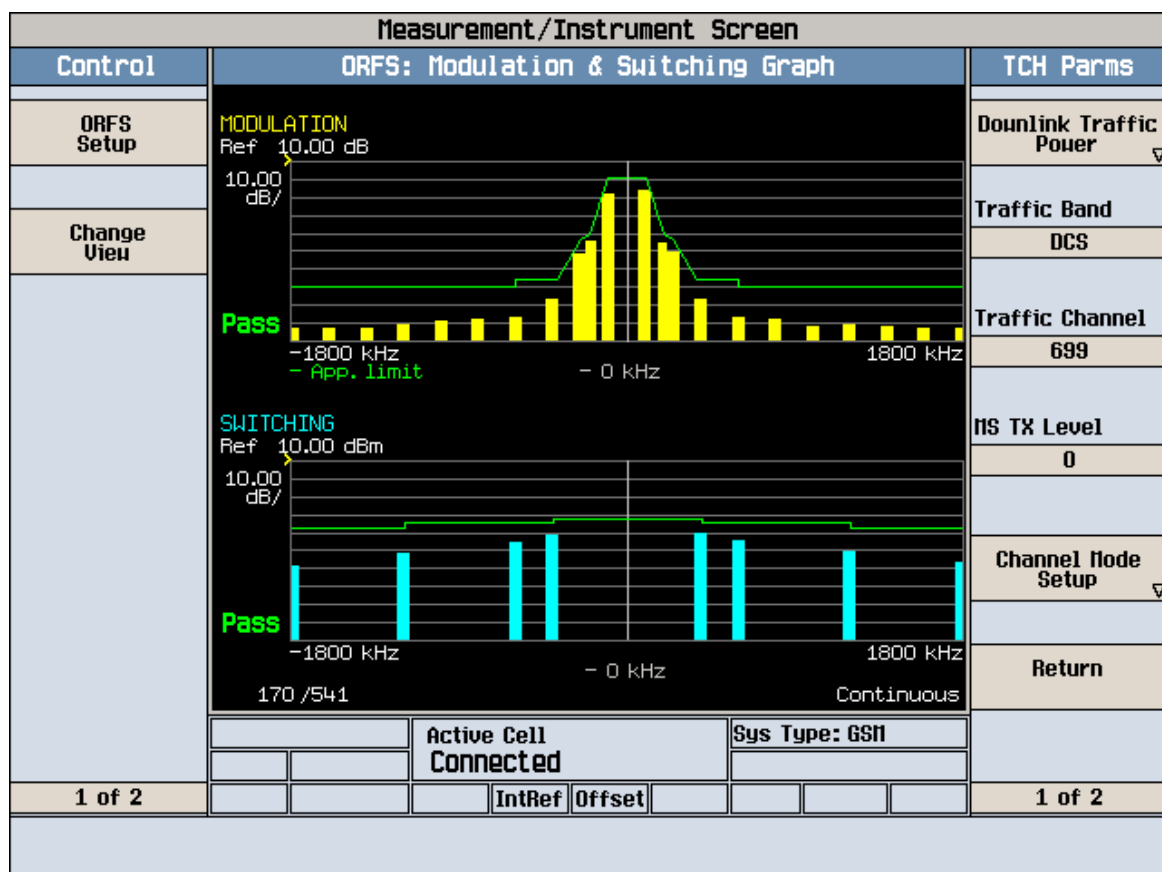 Measurement/Instrument Screen
Control
ORFS: Modulation & Switching Graph
TCH Parms
ORFS
Setup
Change
View
1 of 2
MODULATION
Ref 10.00 dB
10.00
dB/
Pass
-1800 kHz
1800 kHz
- App. limit
- 0 kHz
SWITCHING
Ref 10.00 dBm
10.00
dB/
Pass
-1800 kHz
1800 kHz
- 0 kHz
170 /541
Continuous
Active Cell
Connected
Sys Type: GSM
IntRef
Offset
Downlink Traffic
Power
Traffic Band
DCS
Traffic Channel
699
MS TX Level
0
Channel Mode
Setup
Return
1 of 2